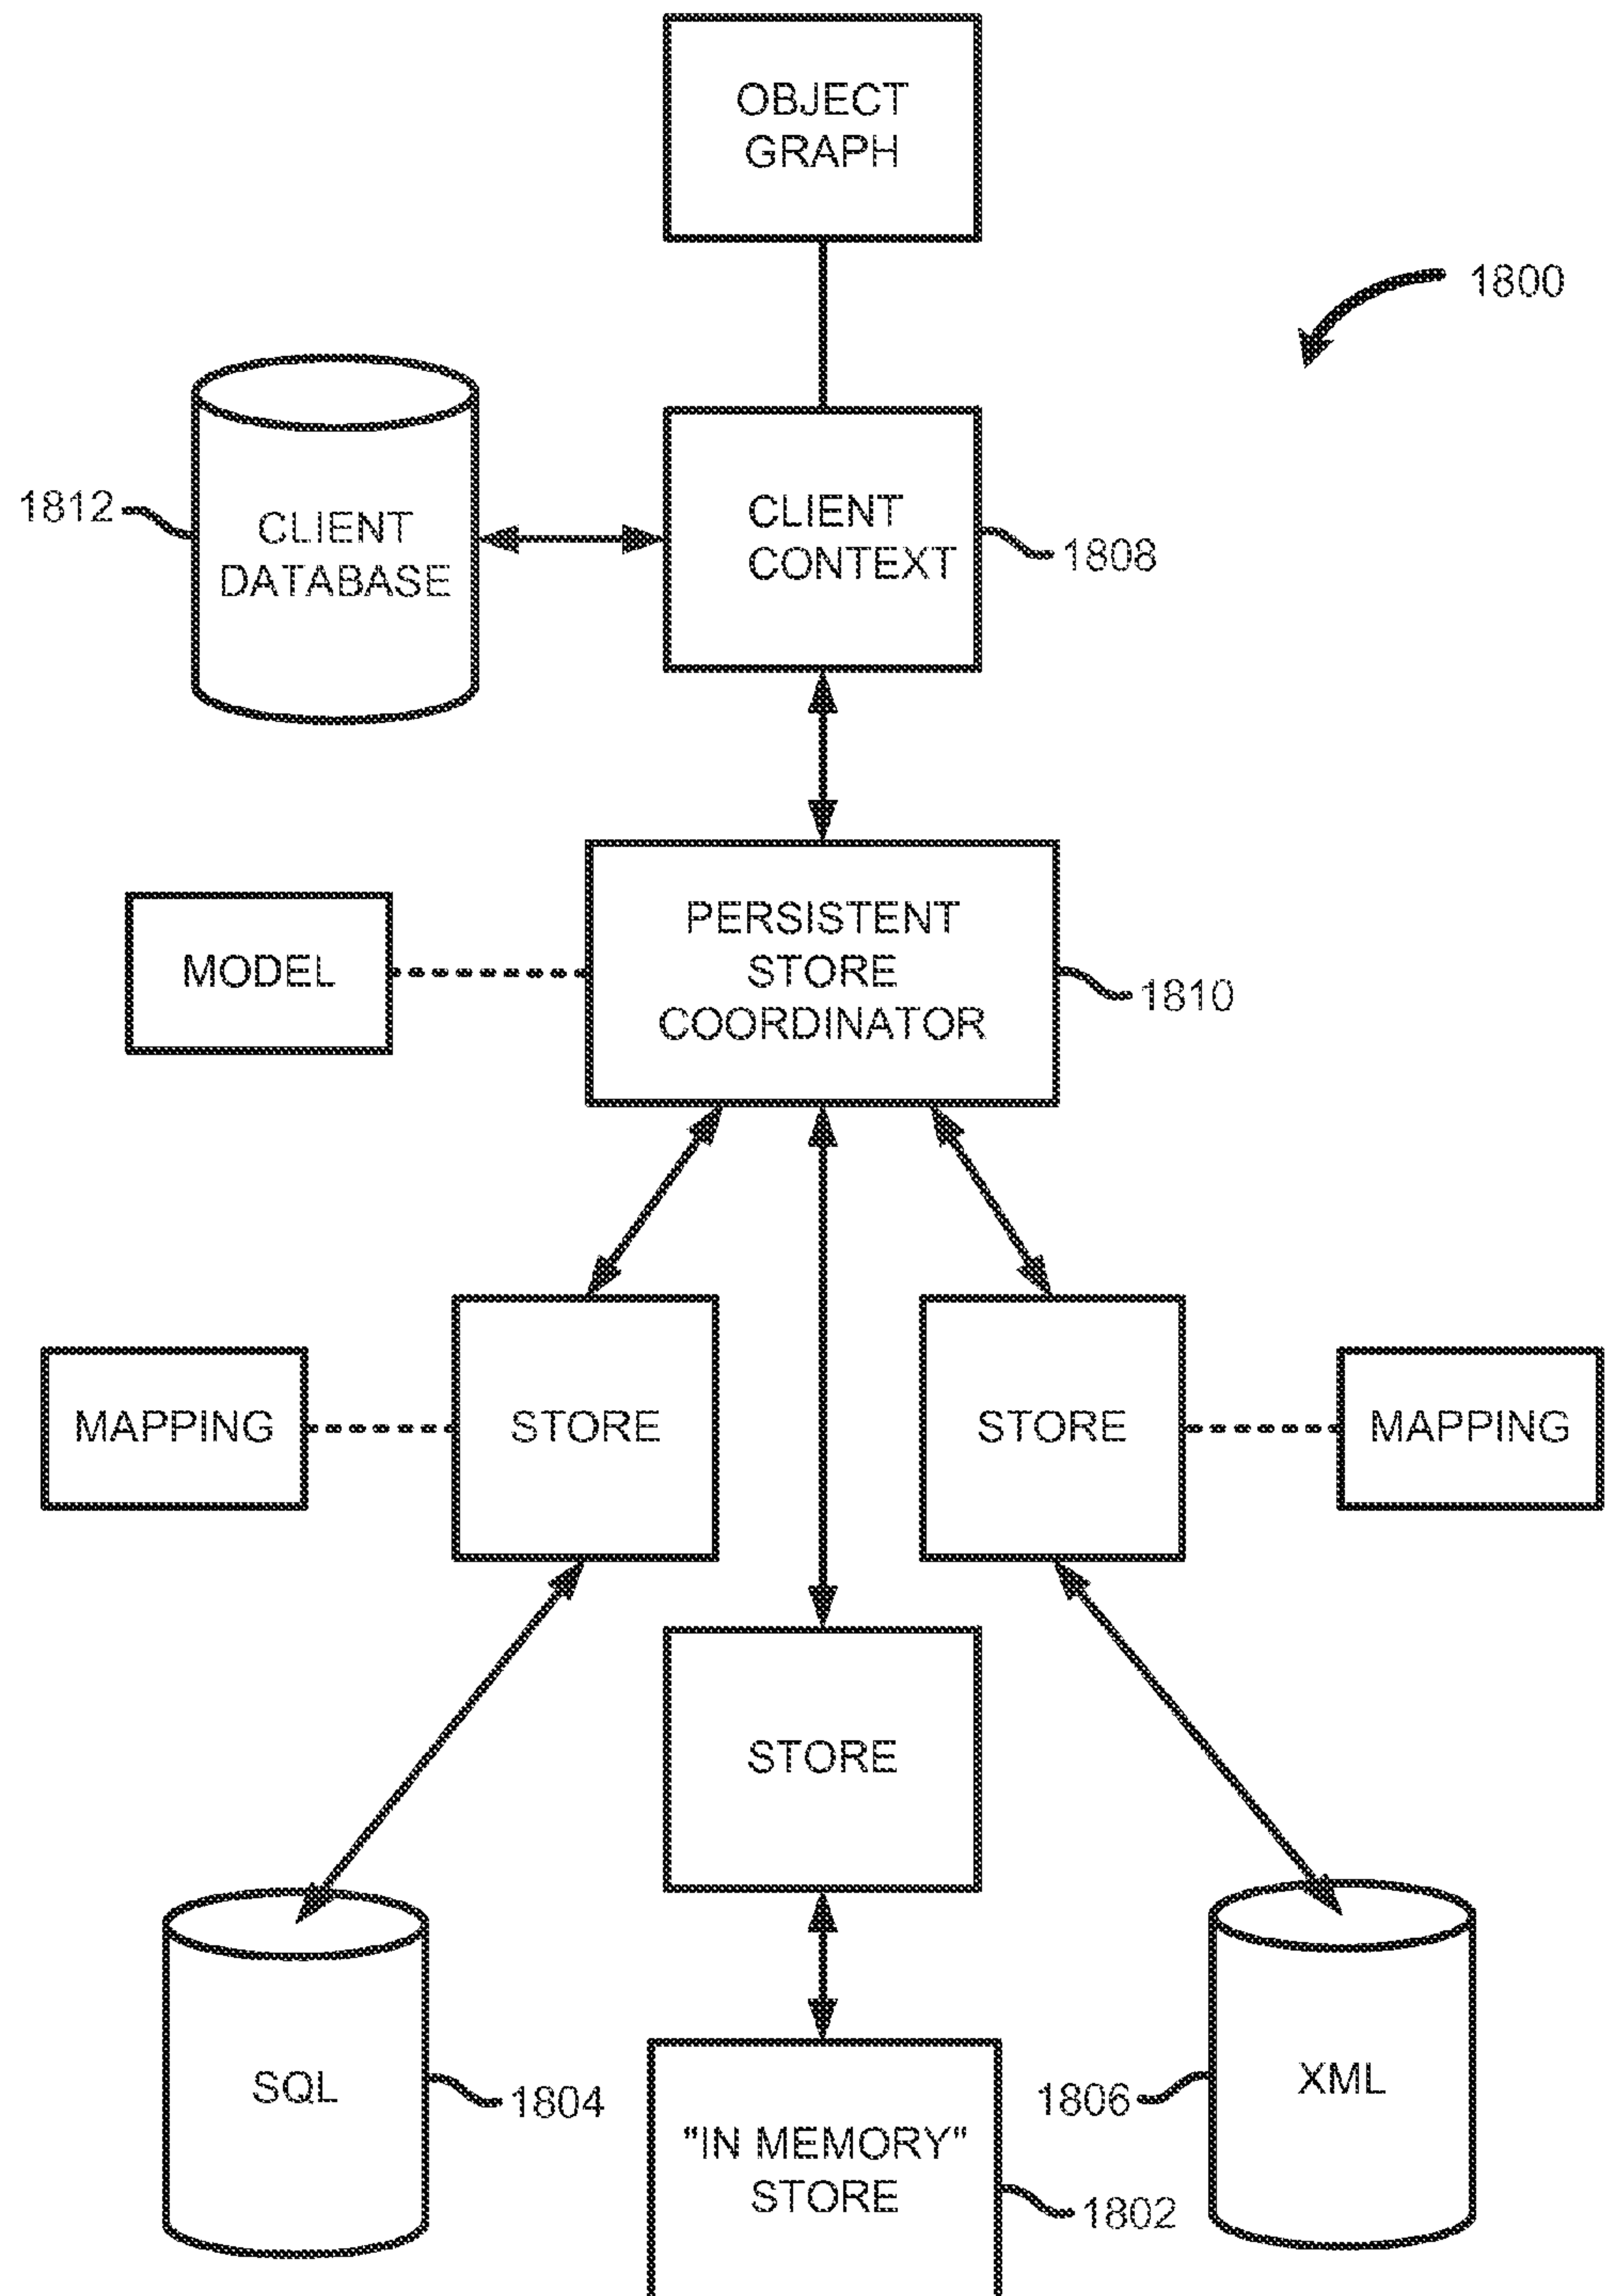 OBJECT
GRAPH
1800
1812
CLIENT
DATABASE
CLIENT
CONTEXT
1808
MODEL
PERSISTENT
STORE
COORDINATOR
1810
MAPPING
STORE
STORE
MAPPING
STORE
SQL
1804
"IN MEMORY"
STORE
1802
1806
XML